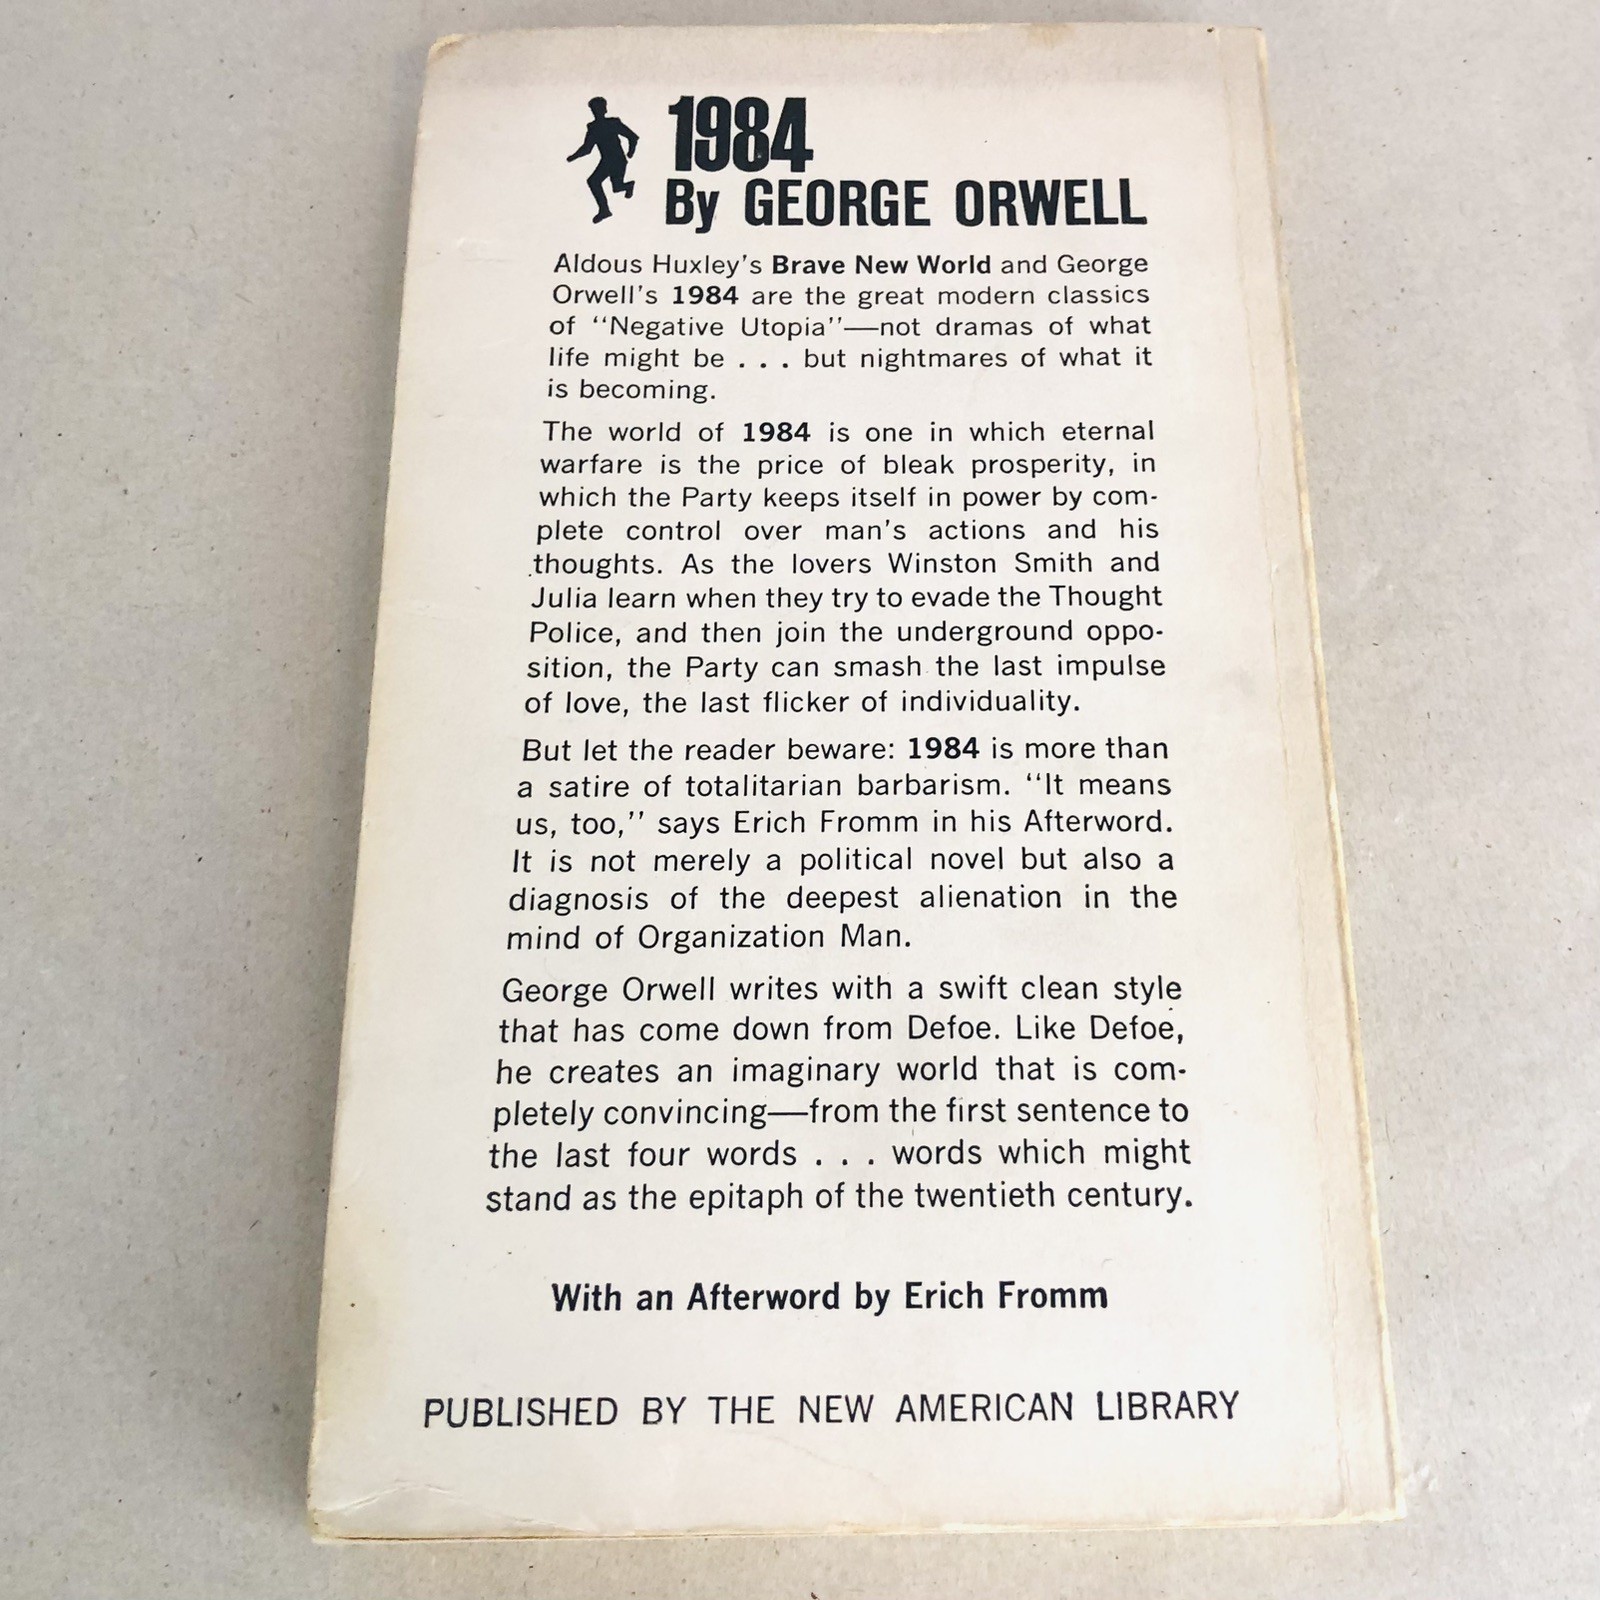 1984
By GEORGE ORWELL
Aldous Huxley's Brave New World and George
Orwell's 1984 are the great modern classics
of "Negative Utopia"—not dramas of what
life might be . . . but nightmares of what it
is becoming.
The world of 1984 is one in which eternal
warfare is the price of bleak prosperity, in
which the Party keeps itself in power by com-
plete control over man's actions and his
thoughts. As the lovers Winston Smith and
Julia learn when they try to evade the Thought
Police, and then join the underground oppo-
sition, the Party can smash the last impulse
of love, the last flicker of individuality.
But let the reader beware: 1984 is more than
a satire of totalitarian barbarism. "It means
us, too," says Erich Fromm in his Afterword.
It is not merely a political novel but also a
diagnosis of the deepest alienation in the
mind of Organization Man.
George Orwell writes with a swift clean style
that has come down from Defoe. Like Defoe,
he creates an imaginary world that is com-
pletely convincing—from the first sentence to
the last four words . . . words which might
stand as the epitaph of the twentieth century.
With an Afterword by Erich Fromm
PUBLISHED BY THE NEW AMERICAN LIBRARY